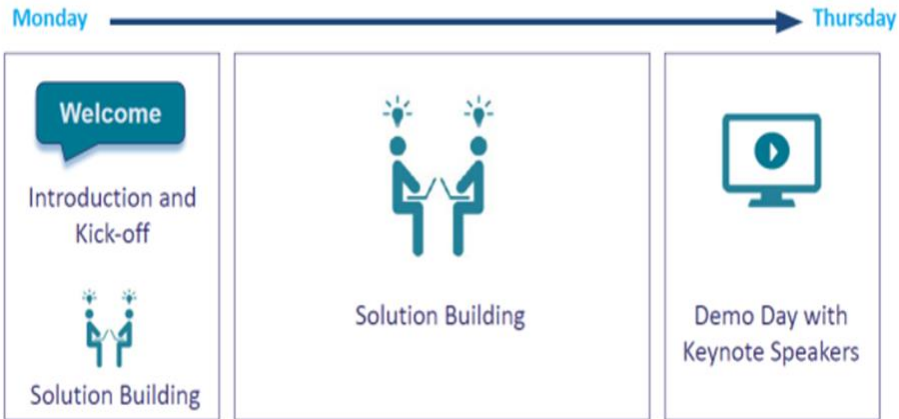 Monday
Thursday
Welcome
Introduction and
Kick-off
Solution Building
Solution Building
Demo Day with
Keynote Speakers